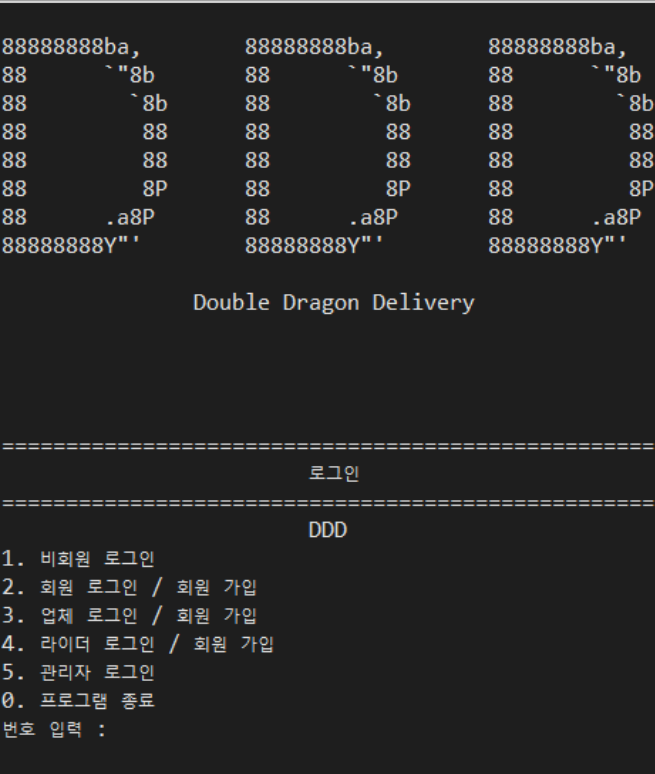 88888888ba,        88888888ba,        88888888ba,
88      `"8b       88      `"8b       88      `"8b
88        `8b      88        `8b      88        `8b
88         88      88         88      88         88
88         88      88         88      88         88
88         8P      88         8P      88         8P
88      .a8P       88      .a8P       88      .a8P
88888888Y"'        88888888Y"'        88888888Y"'
Double Dragon Delivery
===================================================
로그인
===================================================
DDD
1. 비회원 로그인
2. 회원 로그인 / 회원 가입
3. 업체 로그인 / 회원 가입
4. 라이더 로그인 / 회원 가입
5. 관리자 로그인
0. 프로그램 종료
번호 입력 :